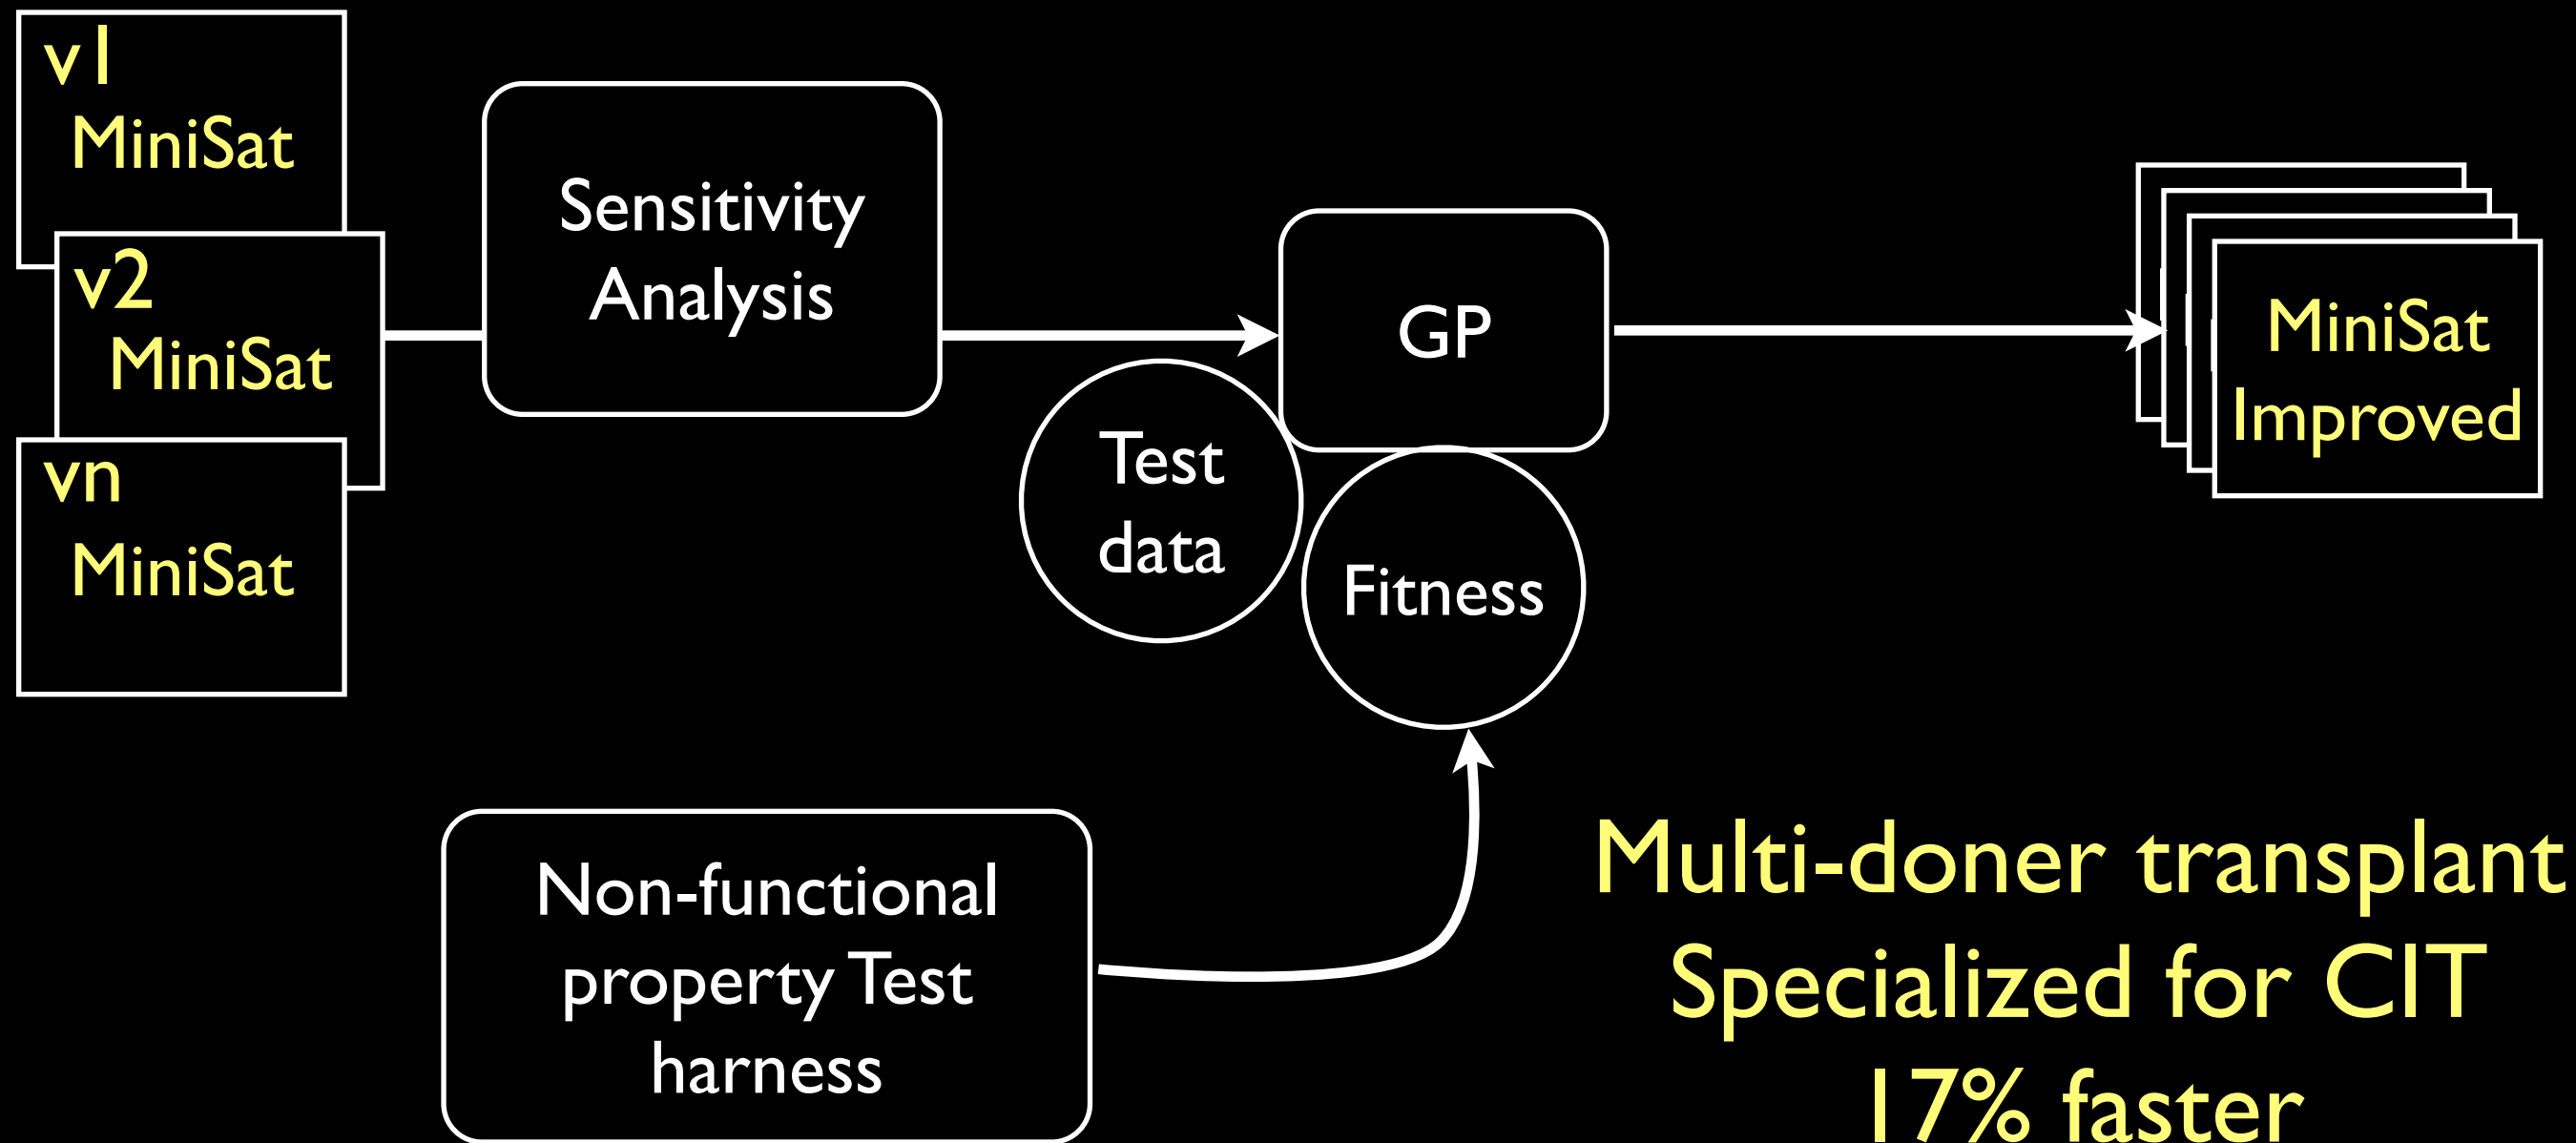 v1
MiniSat
v2
MiniSat
vn
MiniSat
Sensitivity
Analysis
GP
Test
data
Fitness
MiniSat
Improved
Non-functional
property Test
harness
Multi-doner transplant
Specialized for CIT
17% faster